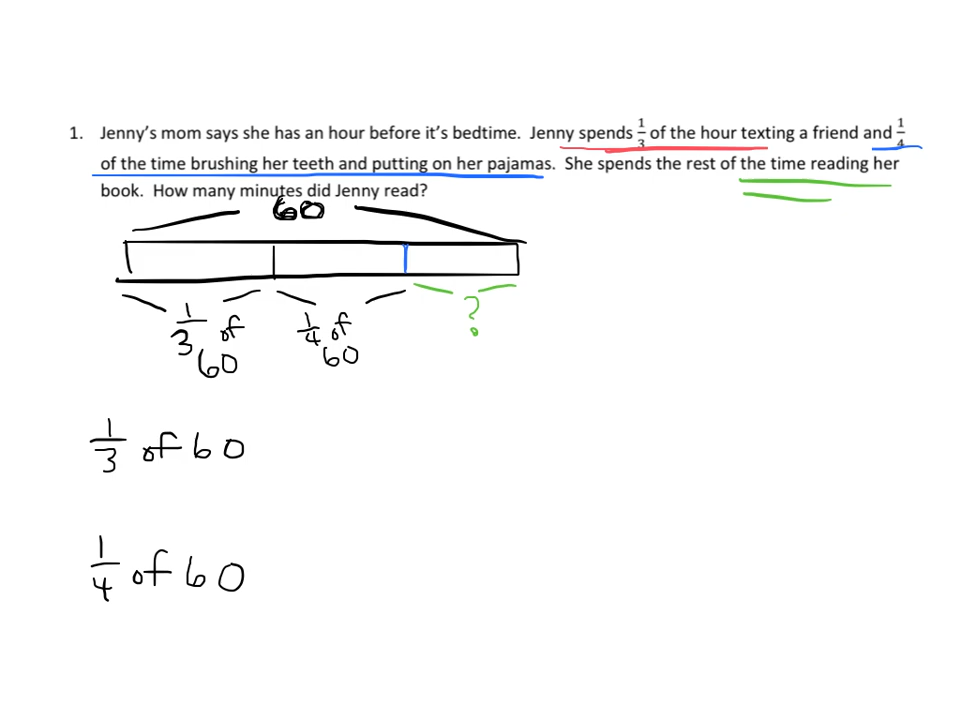 1. Jenny's mom says she has an hour before it's bedtime. Jenny spends 1/3 of the hour texting a friend and 1/4
of the time brushing her teeth and putting on her pajamas. She spends the rest of the time reading her
book. How many minutes did Jenny read?
60
1/3 of 60
1/4 of 60
?
1/3 of 60
1/4 of 60